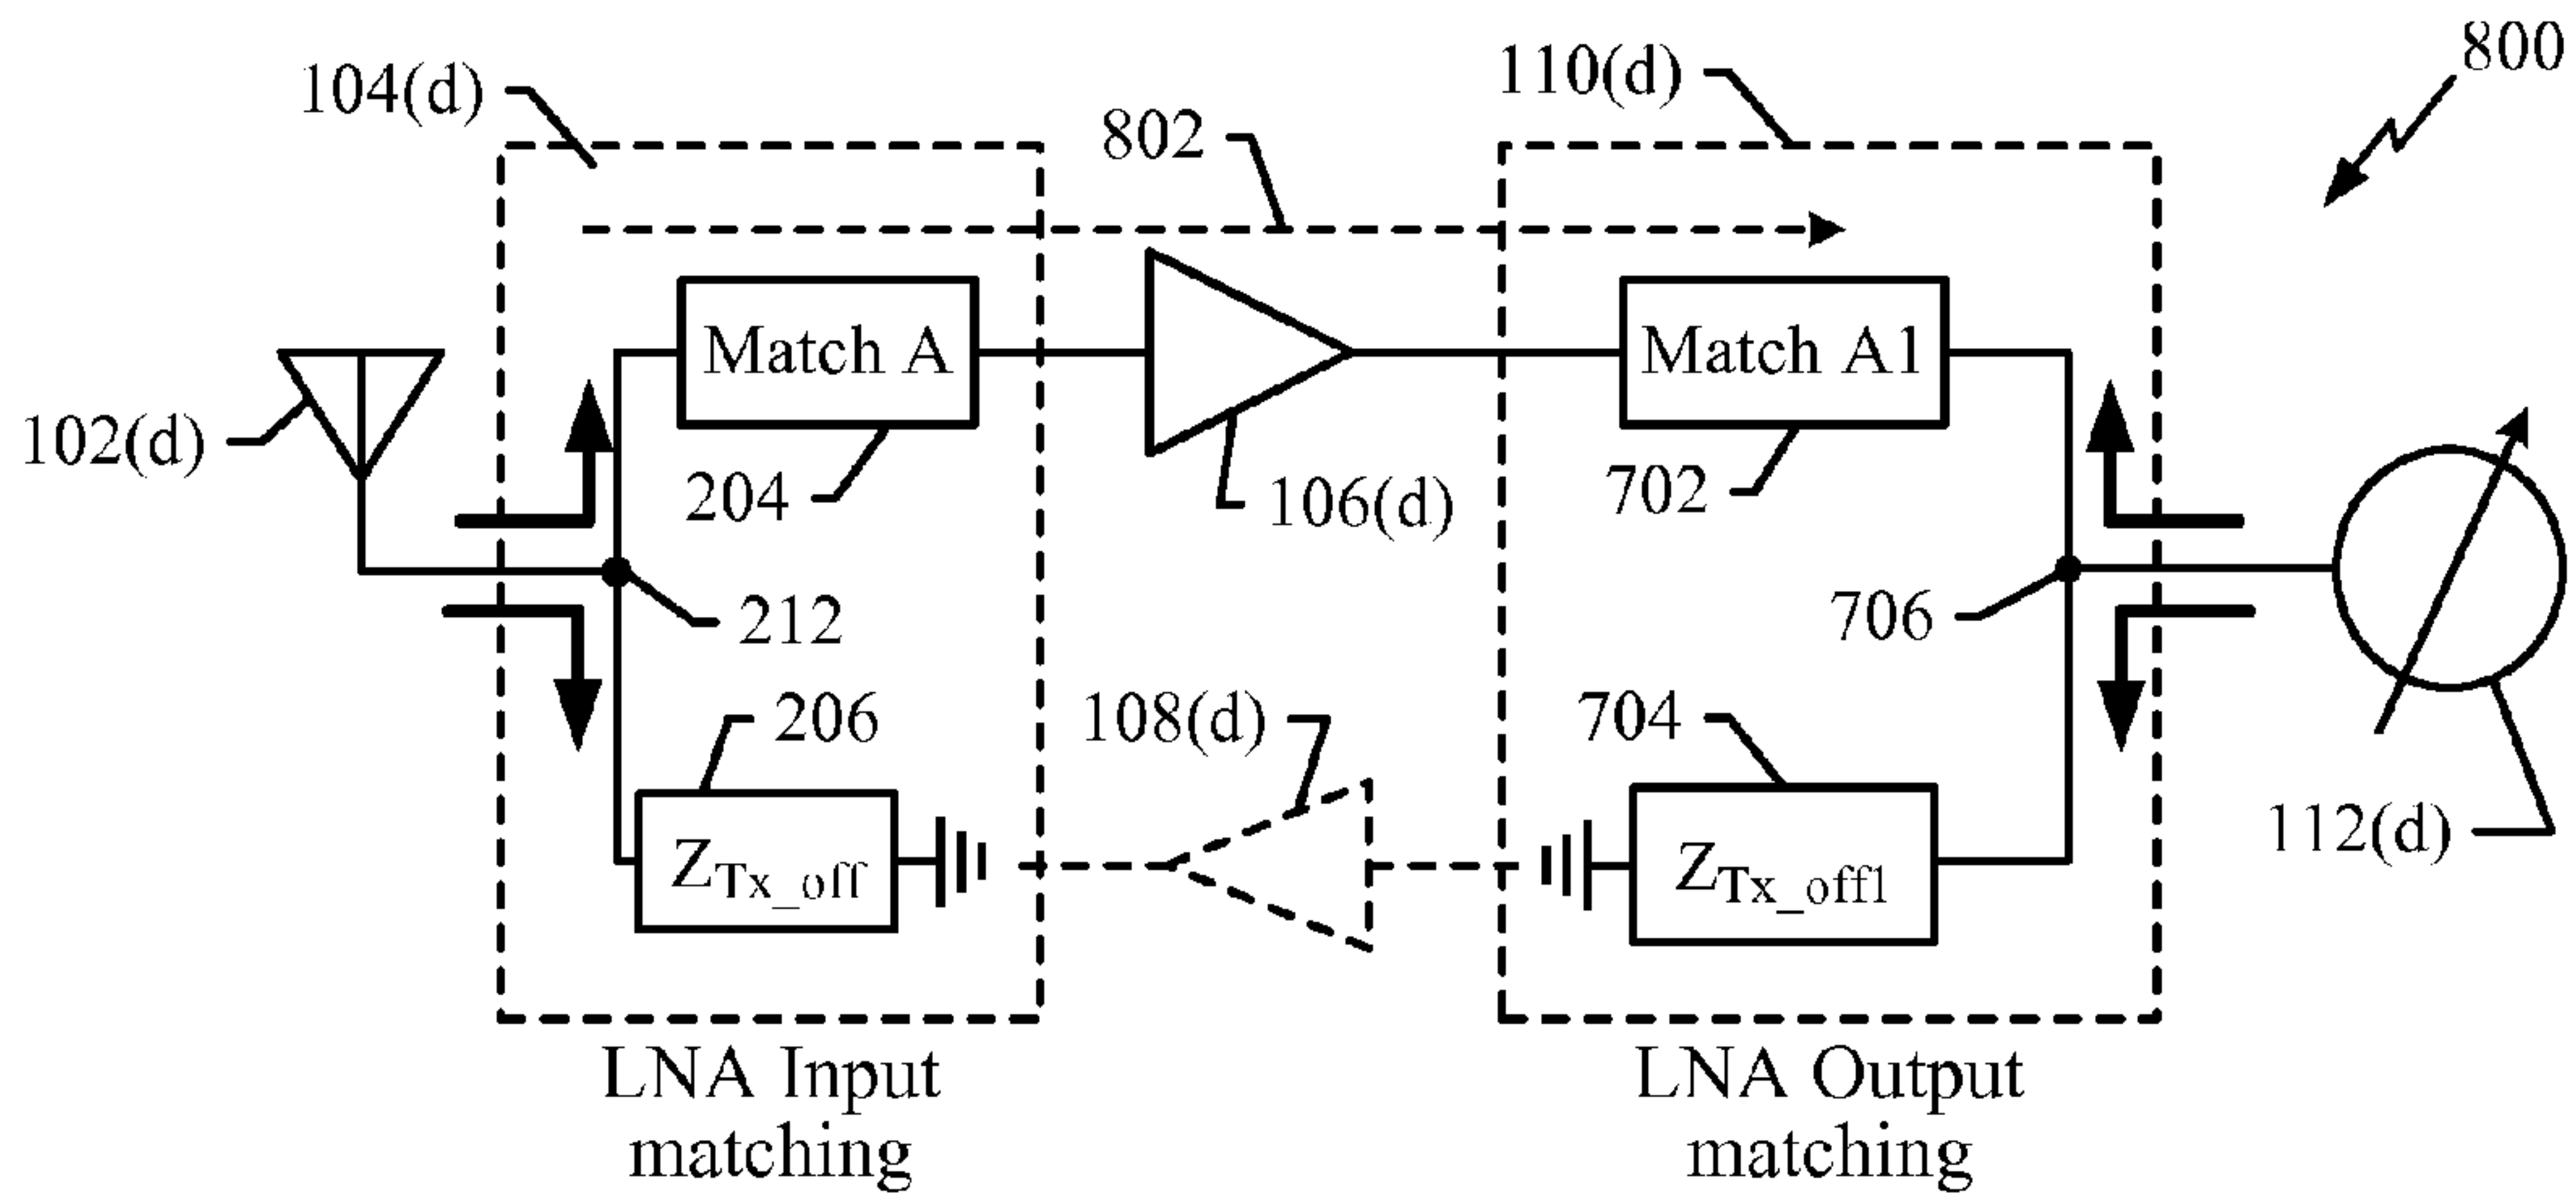 800
104(d)
110(d)
802
Match A
Match A1
102(d)
204
106(d)
702
212
706
206
108(d)
704
Z_Tx_off
Z_Tx_off1
112(d)
LNA Input
matching
LNA Output
matching